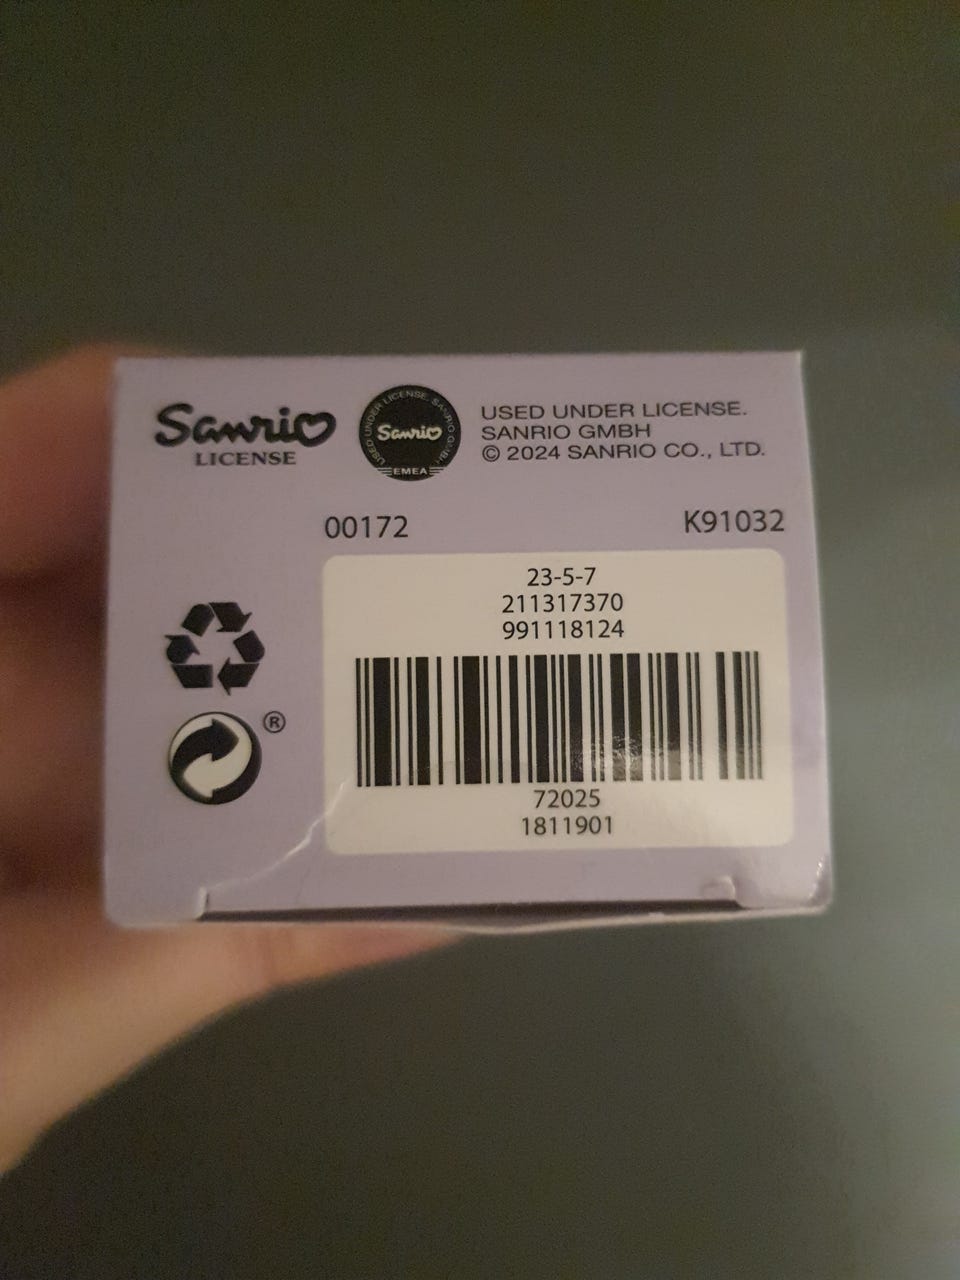 Sanrio
LICENSE
USED UNDER LICENSE. SANRIO GMBH
Sanrio
EMEA
USED UNDER LICENSE.
SANRIO GMBH
© 2024 SANRIO CO., LTD.
00172
K91032
23-5-7
211317370
991118124
72025
1811901
®